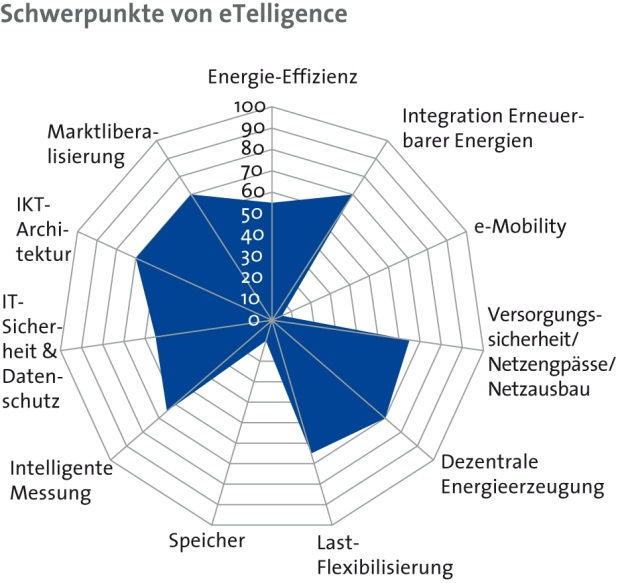 Schwerpunkte von eTelligence
Energie-Effizienz
100
90
80
70
60
50
40
30
20
10
0
Integration Erneuer-
barer Energien
e-Mobility
Versorgungs-
sicherheit/
Netzengpässe/
Netzausbau
Dezentrale
Energieerzeugung
Last-
Flexibilisierung
Speicher
Intelligente
Messung
IT-
Sicher-
heit &
Daten-
schutz
IKT-
Archi-
tektur
Marktlibera-
lisierung